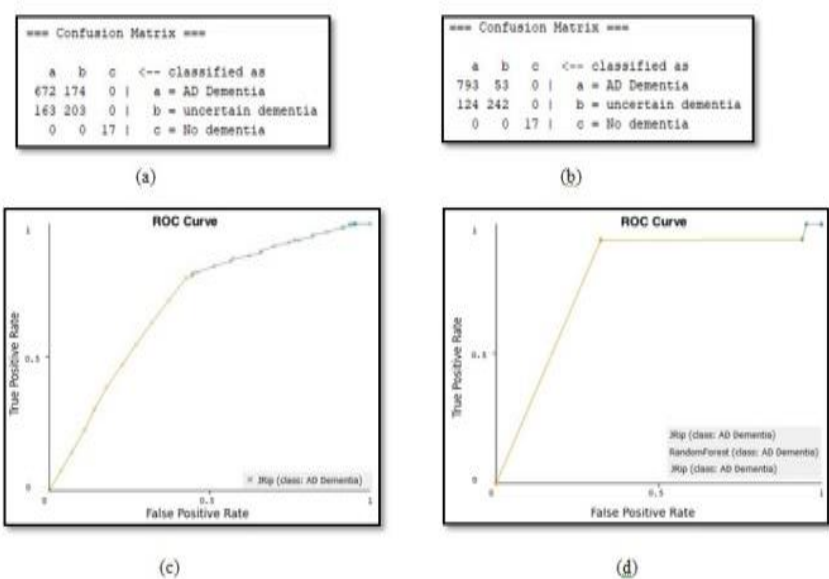 === Confusion Matrix ===
a b c <-- classified as
672 174 0 | a = AD Dementia
163 203 0 | b = uncertain dementia
0 0 17 | c = No dementia
(a)
=== Confusion Matrix ===
a b c <-- classified as
793 53 0 | a = AD Dementia
124 242 0 | b = uncertain dementia
0 0 17 | c = No dementia
(b)
ROC Curve
1
True Positive Rate
0.5
0
0
0.5
1
False Positive Rate
× JRip (class: AD Dementia)
(c)
ROC Curve
1
True Positive Rate
0
0
0.5
1
False Positive Rate
JRip (class: AD Dementia)
RandomForest (class: AD Dementia)
JRip (class: AD Dementia)
(d)